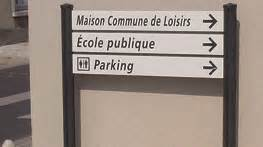 Maison Commune de Loisirs
École publique
Parking